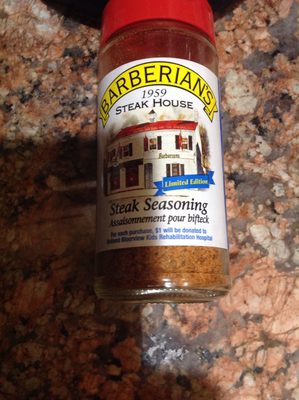 BARBERIAN'S
1959
STEAK HOUSE
Barberians
Limited Edition
Steak Seasoning
Assaisonnement pour bifteck
For each purchase, $1 will be donated to
Holland Bloorview Kids Rehabilitation Hospital